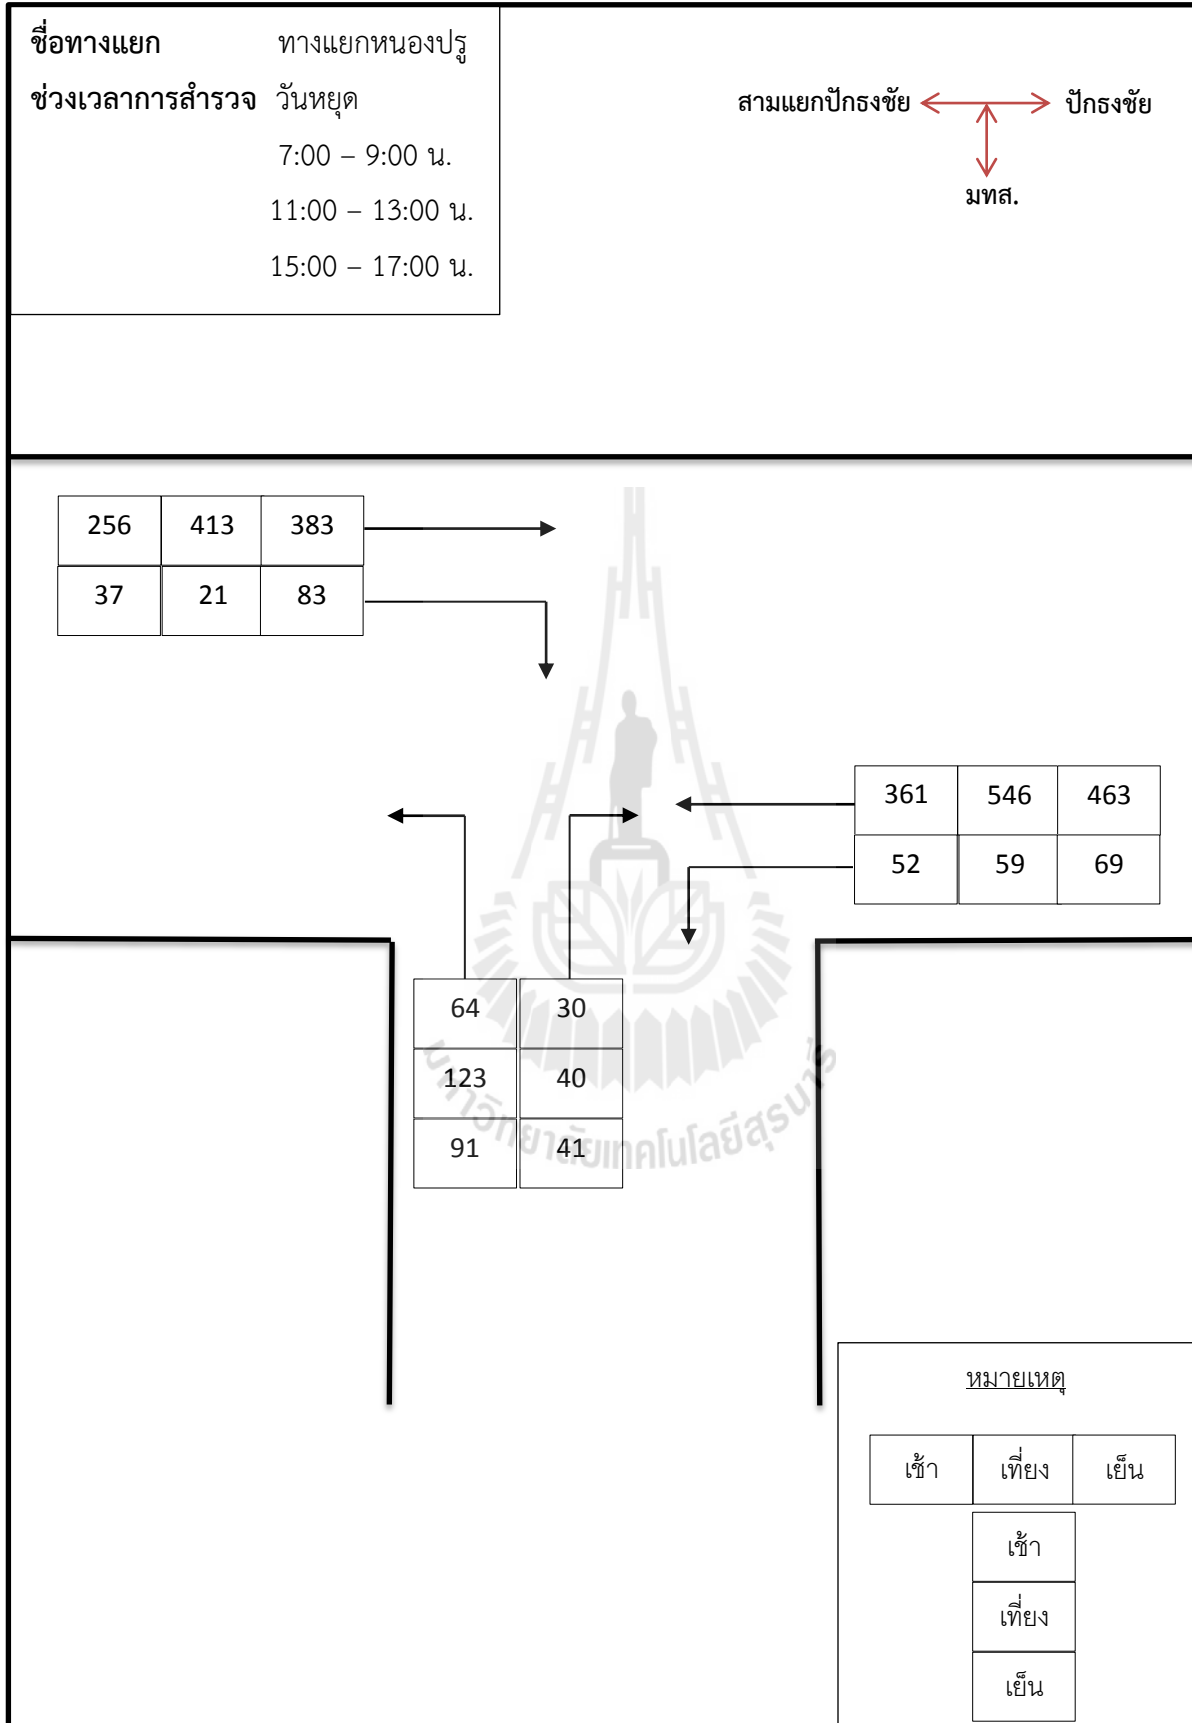 ชื่อทางแยก ทางแยกหนองปรู
ช่วงเวลาการสำรวจ วันหยุด
7:00 – 9:00 น.
11:00 – 13:00 น.
15:00 – 17:00 น.
สามแยกปักธงชัย ปักธงชัย
มทส.
256 413 383
37 21 83
361 546 463
52 59 69
64 30
123 40
91 41
มหาวิทยาลัยเทคโนโลยีสุรนารี
หมายเหตุ
เช้า เที่ยง เย็น
เช้า
เที่ยง
เย็น